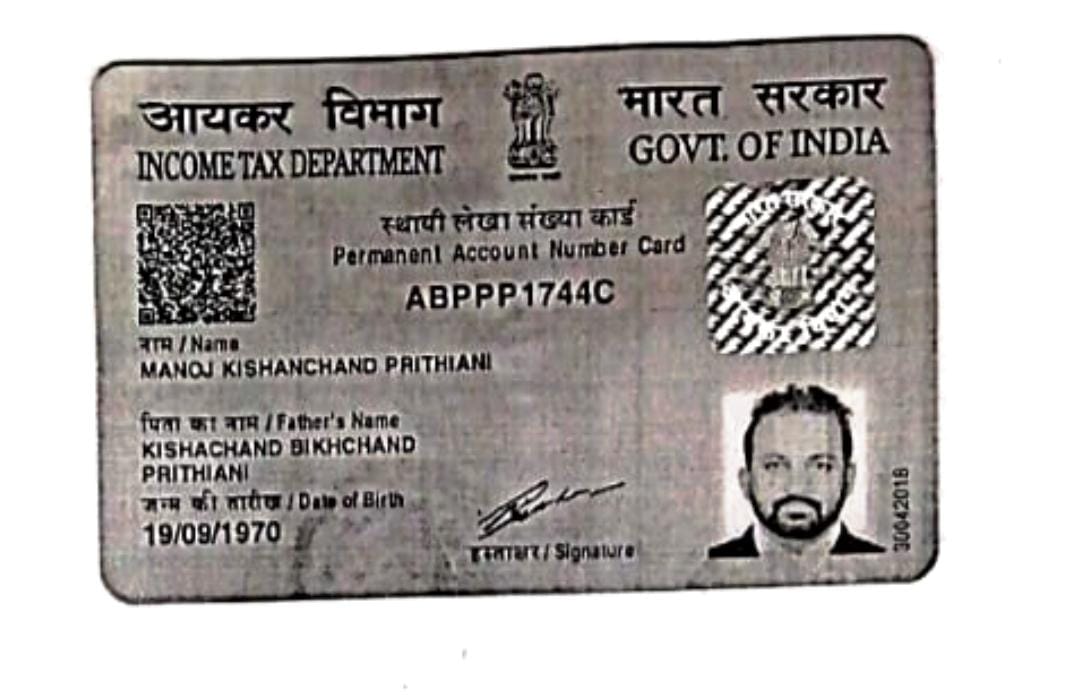 आयकर विभाग
INCOME TAX DEPARTMENT
भारत सरकार
GOVT. OF INDIA
स्थायी लेखा संख्या कार्ड
Permanent Account Number Card
ABPPP1744C
नाम / Name
MANOJ KISHANCHAND PRITHIANI
पिता का नाम / Father's Name
KISHACHAND BIKHCHAND
PRITHIANI
जन्म की तारीख / Date of Birth
19/09/1970
हस्ताक्षर / Signature
30042018